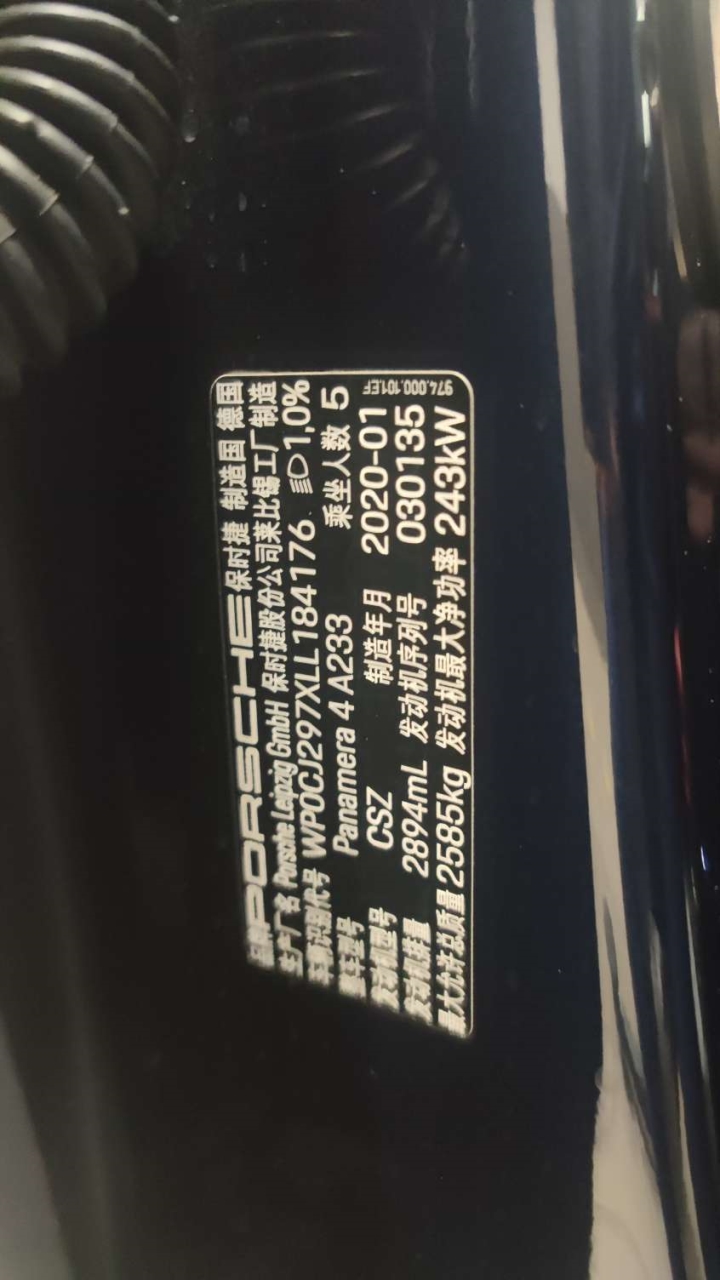 品牌 PORSCHE 保时捷 制造国 德国
生产厂名 Porsche Leipzig GmbH 保时捷股份公司莱比锡工厂 制造
车辆识别代号 WP0CJ297XLL184176 1,0%
整车型号 Panamera 4 A233 乘坐人数 5
发动机型号 CSZ 制造年月 2020-01
发动机排量 2894mL 发动机序列号 030135
最大允许总质量 2585kg 发动机最大净功率 243kW
974.000.101.EF